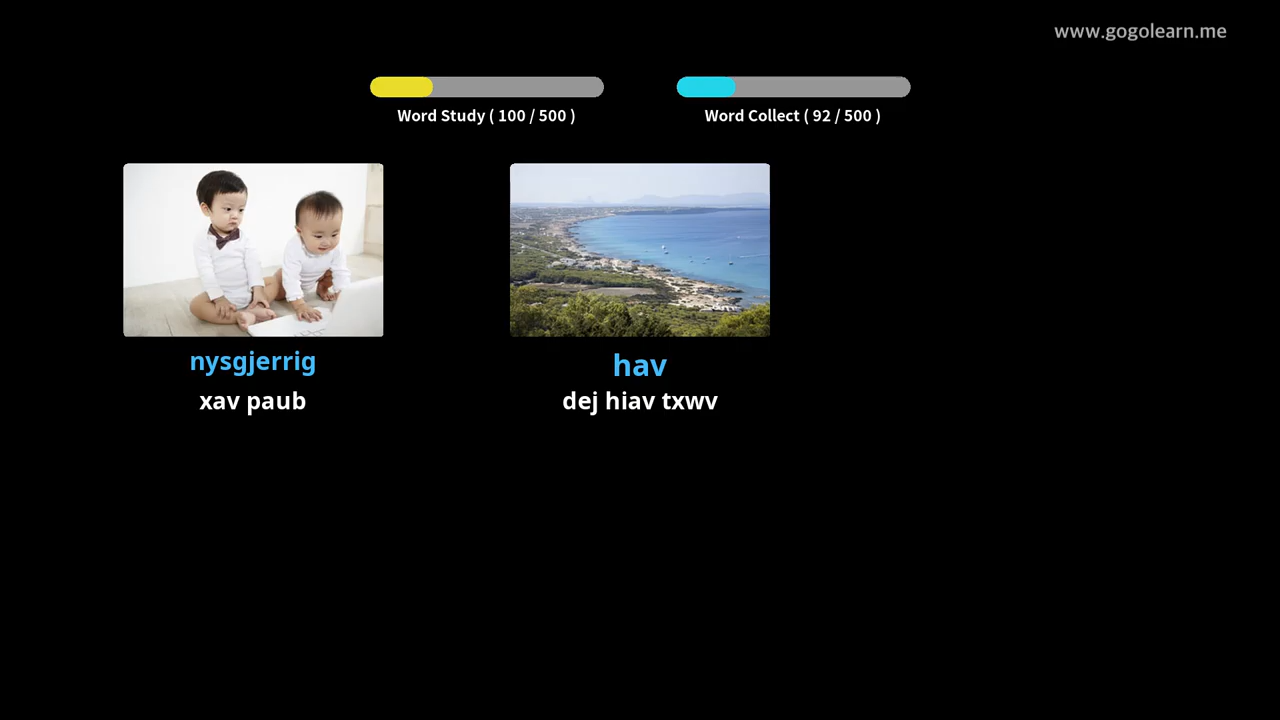 www.gogolearn.me
Word Study ( 100 / 500 )
Word Collect ( 92 / 500 )
nysgjerrig
xav paub
hav
dej hiav txwv